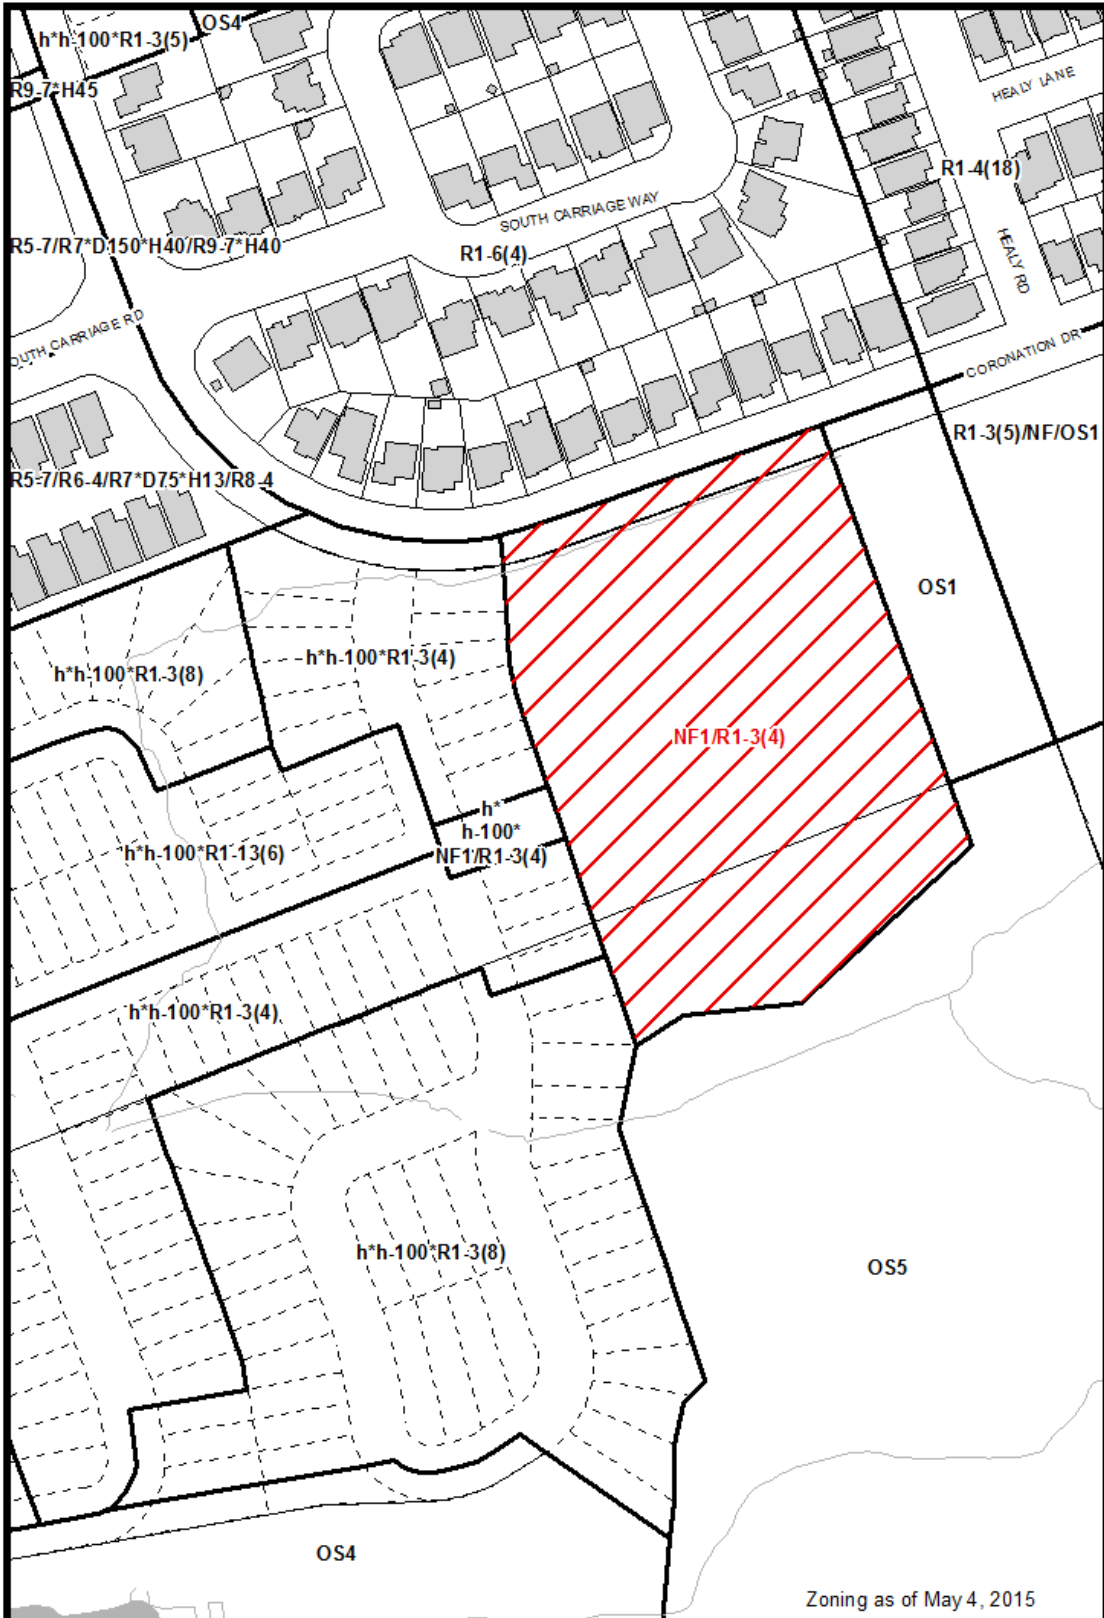 OS4
h*h-100*R1-3(5)
R9-7*H45
HEALY LANE
R1-4(18)
SOUTH CARRIAGE WAY
R5-7/R7*D150*H40/R9-7*H40
R1-6(4)
HEALY RD
OUTH CARRIAGE RD
CORONATION DR
R1-3(5)/NF/OS1
R5-7/R6-4/R7*D75*H13/R8-4
OS1
h*h-100*R1-3(4)
h*h-100*R1-3(8)
NF1/R1-3(4)
h*
h-100*
NF1/R1-3(4)
h*h-100*R1-13(6)
h*h-100*R1-3(4)
h*h-100*R1-3(8)
OS5
OS4
Zoning as of May 4, 2015